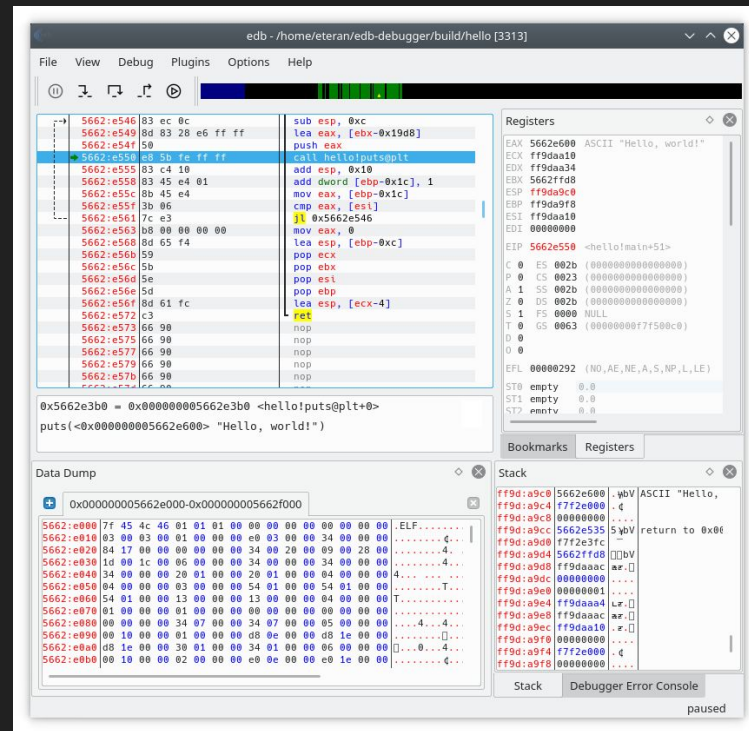 edb - /home/eteran/edb-debugger/build/hello [3313]
File View Debug Plugins Options Help
5662:e546 83 ec 0c sub esp, 0xc
5662:e549 8d 83 28 e6 ff ff lea eax, [ebx-0x19d8]
5662:e54f 50 push eax
5662:e550 e8 5b fe ff ff call hello!puts@plt
5662:e555 83 c4 10 add esp, 0x10
5662:e558 83 45 e4 01 add dword [ebp-0x1c], 1
5662:e55c 8b 45 e4 mov eax, [ebp-0x1c]
5662:e55f 3b 06 cmp eax, [esi]
5662:e561 7c e3 jl 0x5662e546
5662:e563 b8 00 00 00 00 mov eax, 0
5662:e568 8d 65 f4 lea esp, [ebp-0xc]
5662:e56b 59 pop ecx
5662:e56c 5b pop ebx
5662:e56d 5e pop esi
5662:e56e 5d pop ebp
5662:e56f 8d 61 fc lea esp, [ecx-4]
5662:e572 c3 ret
5662:e573 66 90 nop
5662:e575 66 90 nop
5662:e577 66 90 nop
5662:e579 66 90 nop
5662:e57b 66 90 nop
0x5662e3b0 = 0x000000005662e3b0 <hello!puts@plt+0>
puts(<0x000000005662e600> "Hello, world!")
Registers
EAX 5662e600 ASCII "Hello, world!"
ECX ff9daa10
EDX ff9daa34
EBX 5662ffd8
ESP ff9da9c0
EBP ff9da9f8
ESI ff9daa10
EDI 00000000
EIP 5662e550 <hello!main+51>
C 0 ES 002b (0000000000000000)
P 0 CS 0023 (0000000000000000)
A 1 SS 002b (0000000000000000)
Z 0 DS 002b (0000000000000000)
S 1 FS 0000 NULL
T 0 GS 0063 (00000000f7f500c0)
D 0
O 0
EFL 00000292 (NO,AE,NE,A,S,NP,L,LE)
ST0 empty 0.0
ST1 empty 0.0
ST2 empty 0.0
Bookmarks Registers
Data Dump
0x000000005662e000-0x000000005662f000
5662:e000 7f 45 4c 46 01 01 01 00 00 00 00 00 00 00 00 00 .ELF........
5662:e010 03 00 03 00 01 00 00 00 e0 03 00 00 34 00 00 00
5662:e020 84 17 00 00 00 00 00 00 34 00 20 00 09 00 28 00 ........4.
5662:e030 1d 00 1c 00 06 00 00 00 34 00 00 00 34 00 00 00 ........4...
5662:e040 34 00 00 00 20 01 00 00 20 01 00 00 04 00 00 00 4... ... ...
5662:e050 04 00 00 00 03 00 00 00 54 01 00 00 54 01 00 00 ........T...
5662:e060 54 01 00 00 13 00 00 00 13 00 00 00 04 00 00 00 T...........
5662:e070 01 00 00 00 01 00 00 00 00 00 00 00 00 00 00 00 ............
5662:e080 00 00 00 00 34 07 00 00 34 07 00 00 05 00 00 00 ....4...4...
5662:e090 00 10 00 00 01 00 00 00 d8 0e 00 00 d8 1e 00 00
5662:e0a0 d8 1e 00 00 30 01 00 00 34 01 00 00 06 00 00 00 ....0...4...
5662:e0b0 00 10 00 00 02 00 00 00 e0 0e 00 00 e0 1e 00 00
Stack
ff9d:a9c0 5662e600 ASCII "Hello,
ff9d:a9c4 f7f2e000
ff9d:a9c8 00000000 ....
ff9d:a9cc 5662e535 return to 0x0
ff9d:a9d0 f7f2e3fc
ff9d:a9d4 5662ffd8
ff9d:a9d8 ff9daaac
ff9d:a9dc 00000000 ....
ff9d:a9e0 00000001 ....
ff9d:a9e4 ff9daaa4
ff9d:a9e8 ff9daaac
ff9d:a9ec ff9daa10
ff9d:a9f0 00000000 ....
ff9d:a9f4 f7f2e000
ff9d:a9f8 00000000 ....
Stack Debugger Error Console
paused